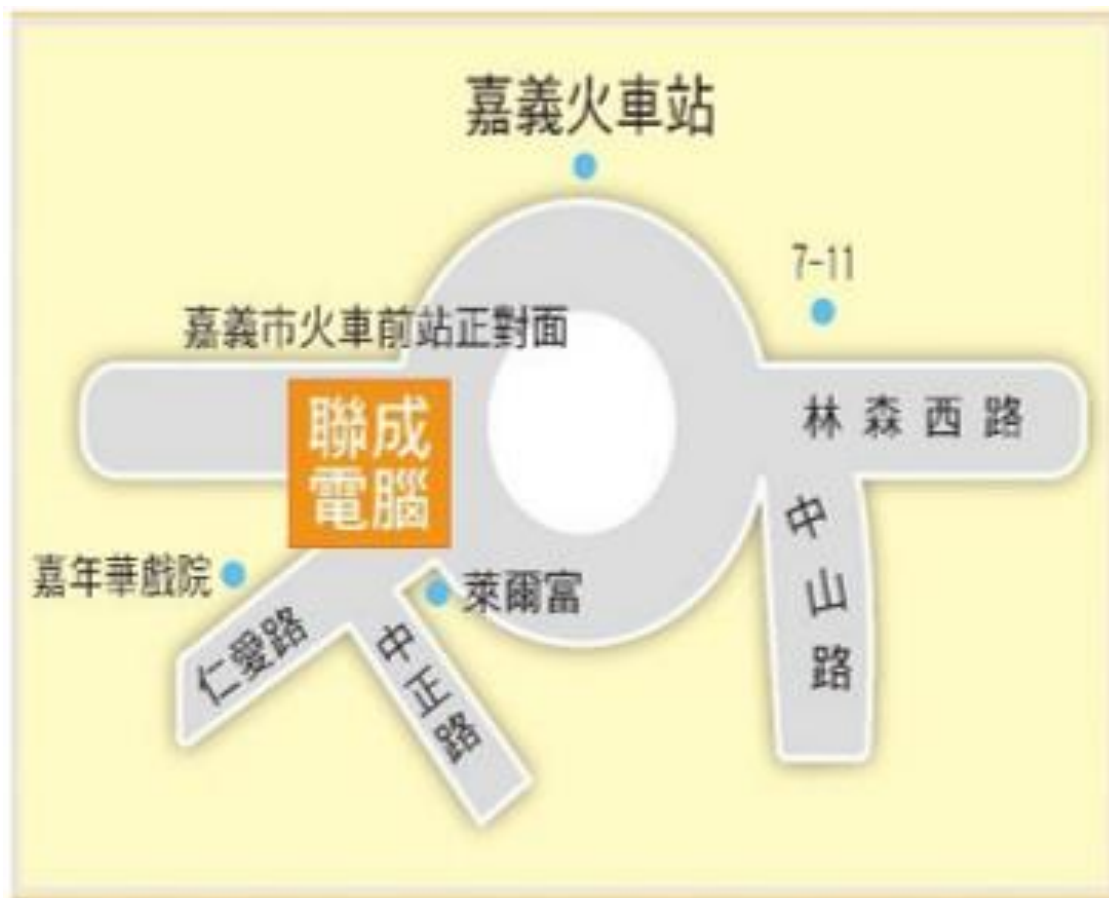 嘉義火車站
7-11
嘉義市火車前站正對面
聯成
電腦
林森西路
中山路
嘉年華戲院
萊爾富
仁愛路
中正路